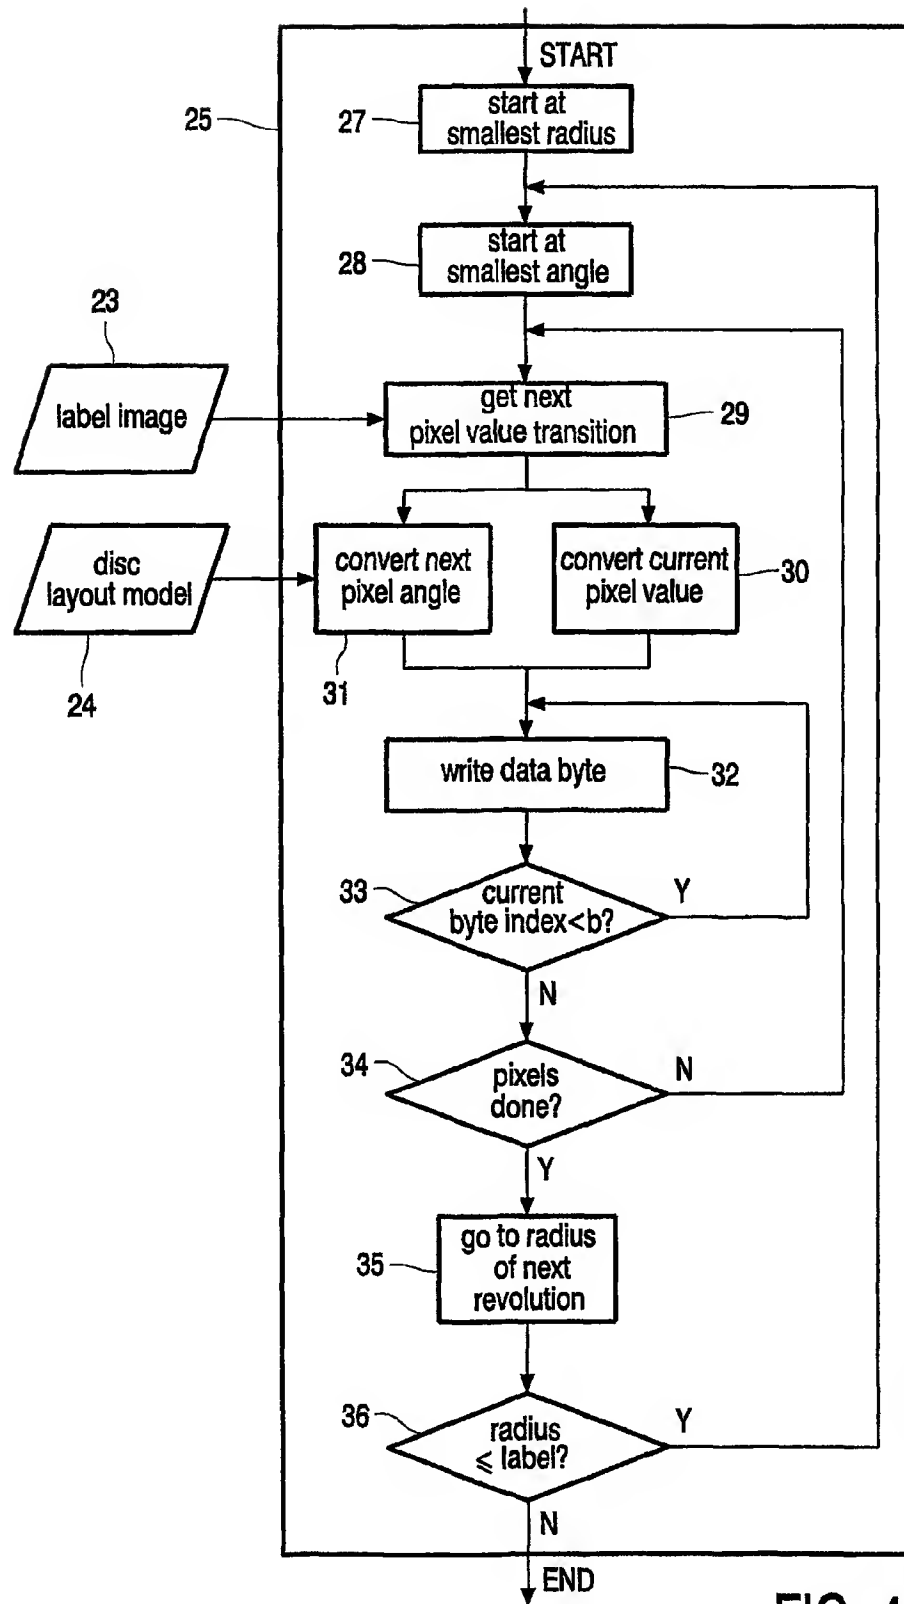 START
25
27
start at
smallest radius
28
start at
smallest angle
23
label image
get next
pixel value transition
29
disc
layout model
24
convert next
pixel angle
31
convert current
pixel value
30
write data byte
32
33
current
byte index<b?
Y
N
34
pixels
done?
N
Y
35
go to radius
of next
revolution
36
radius
≤ label?
Y
N
END